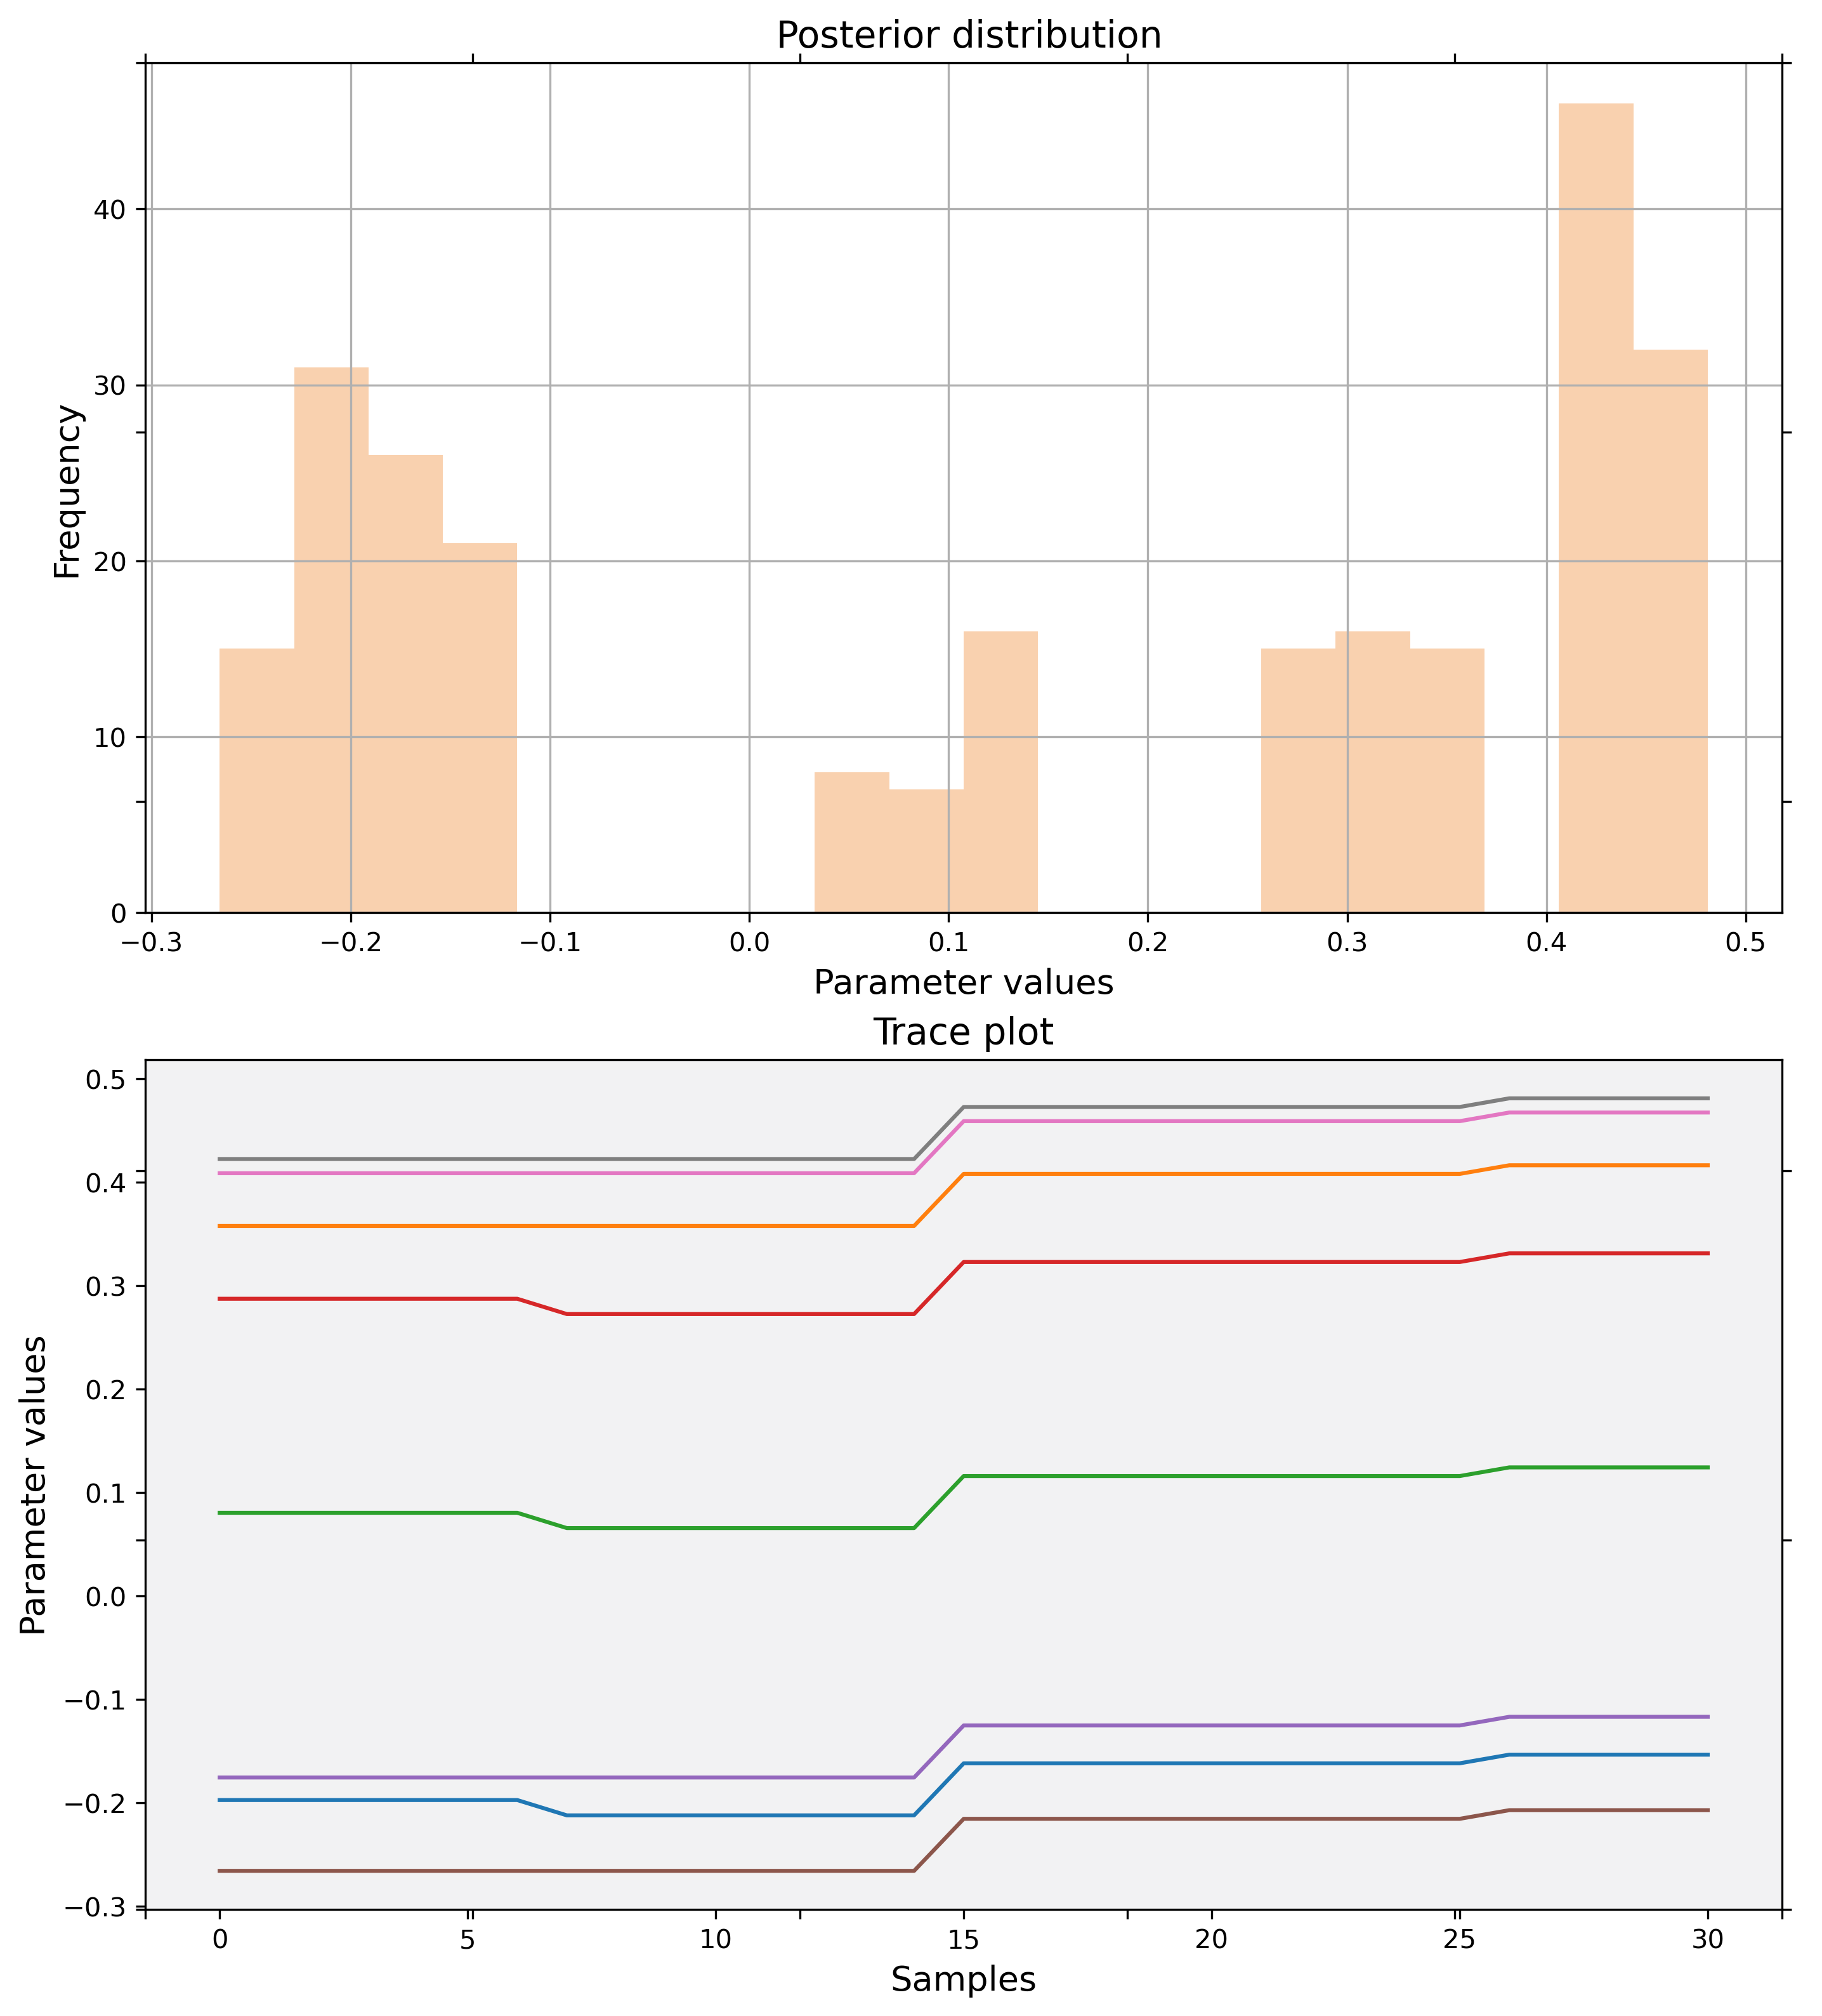 Posterior distribution
Frequency
40
30
20
10
0
−0.3 −0.2 −0.1 0.0 0.1 0.2 0.3 0.4 0.5
Parameter values
Trace plot
Parameter values
0.5
0.4
0.3
0.2
0.1
0.0
−0.1
−0.2
−0.3
0 5 10 15 20 25 30
Samples